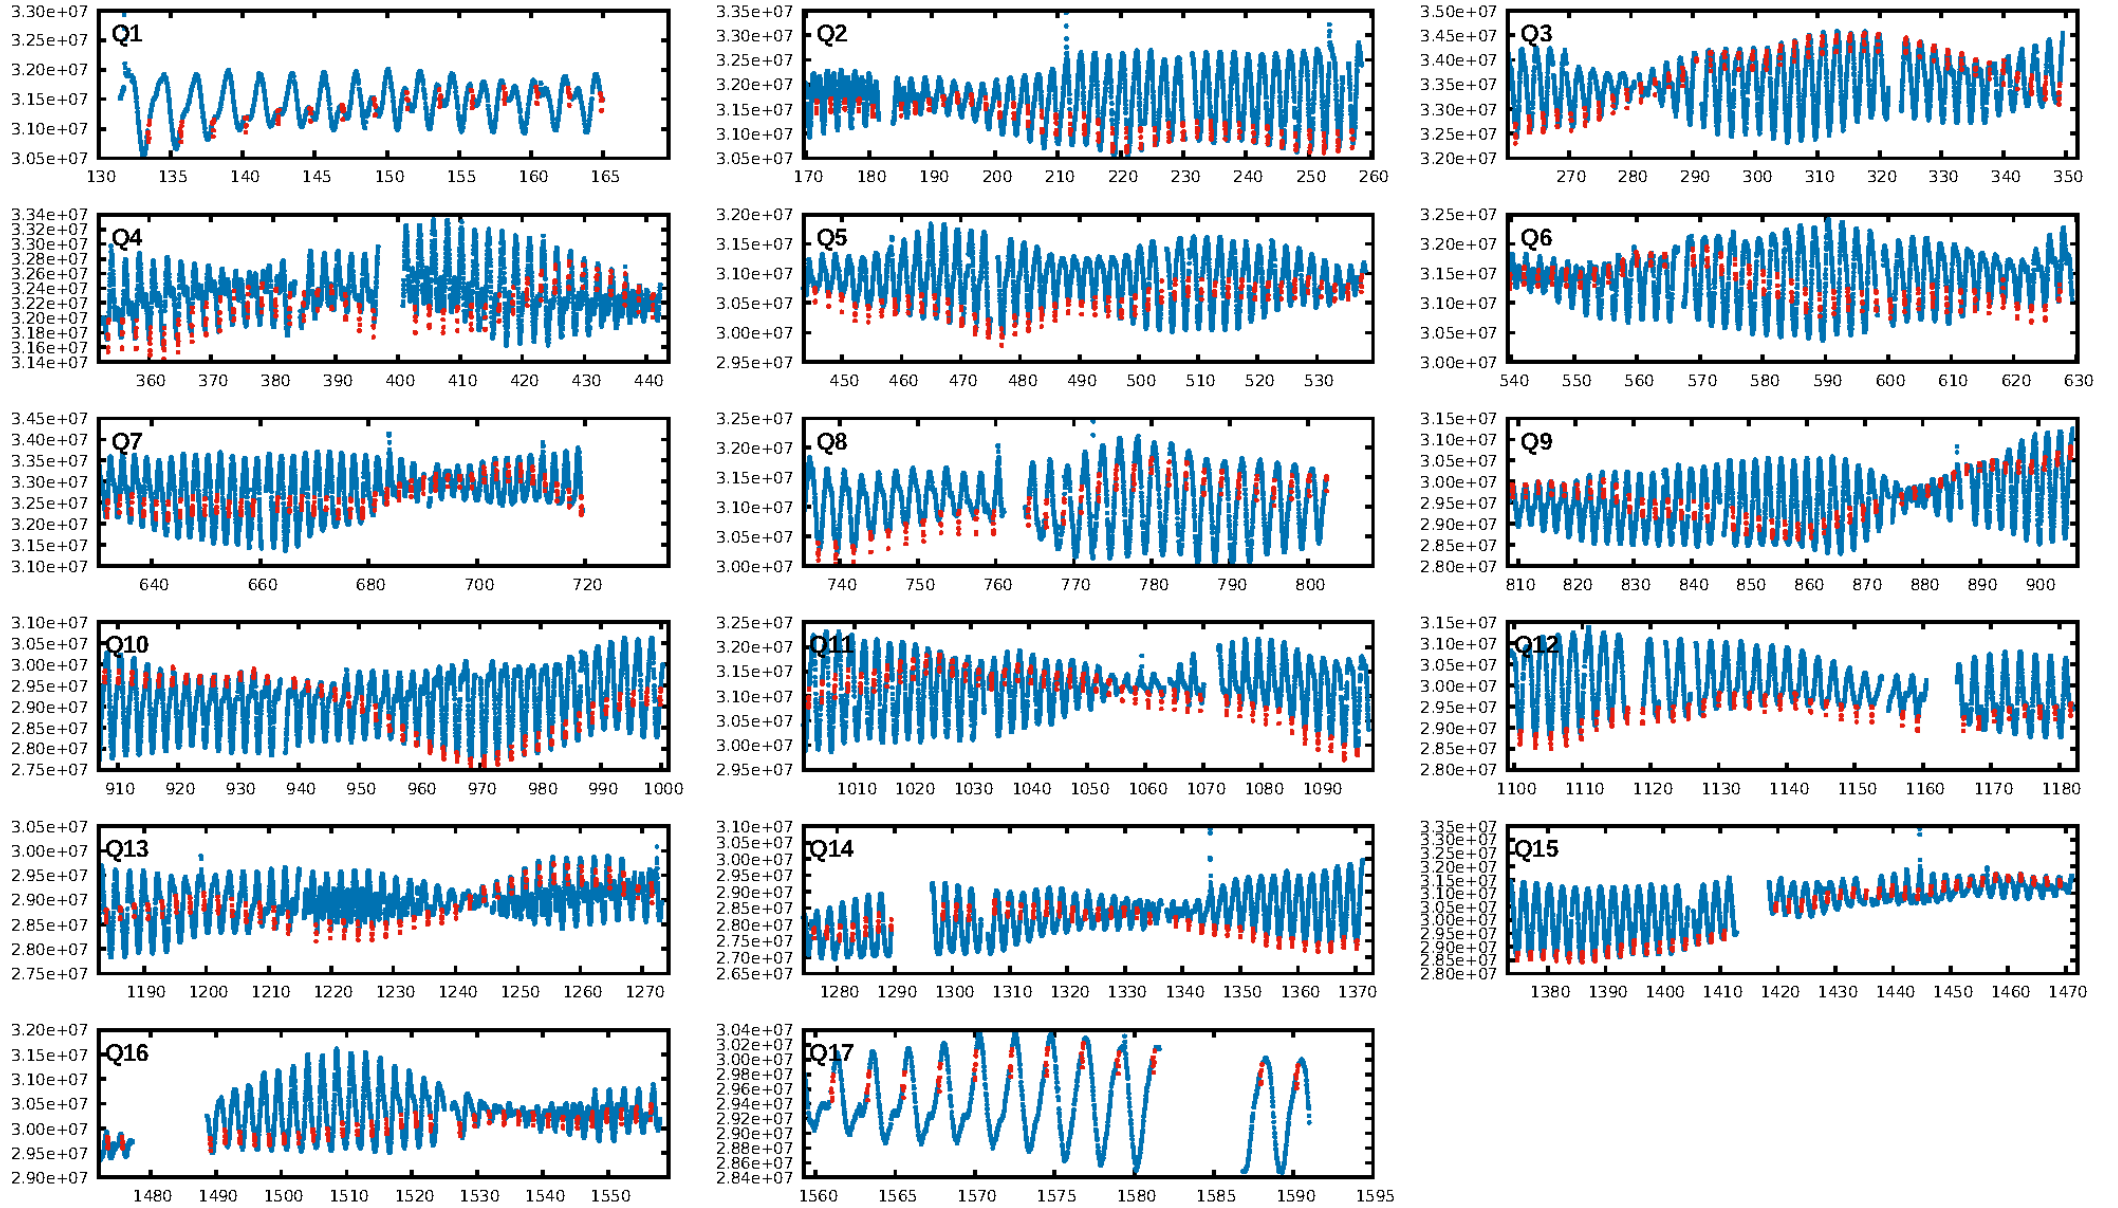 Q1
3.30e+07
3.25e+07
3.20e+07
3.15e+07
3.10e+07
3.05e+07
130 135 140 145 150 155 160 165
Q2
3.35e+07
3.30e+07
3.25e+07
3.20e+07
3.15e+07
3.10e+07
3.05e+07
170 180 190 200 210 220 230 240 250 260
Q3
3.50e+07
3.45e+07
3.40e+07
3.35e+07
3.30e+07
3.25e+07
3.20e+07
270 280 290 300 310 320 330 340 350
Q4
3.34e+07
3.32e+07
3.30e+07
3.28e+07
3.26e+07
3.24e+07
3.22e+07
3.20e+07
3.18e+07
3.16e+07
3.14e+07
360 370 380 390 400 410 420 430 440
Q5
3.20e+07
3.15e+07
3.10e+07
3.05e+07
3.00e+07
2.95e+07
450 460 470 480 490 500 510 520 530
Q6
3.25e+07
3.20e+07
3.15e+07
3.10e+07
3.05e+07
3.00e+07
540 550 560 570 580 590 600 610 620 630
Q7
3.45e+07
3.40e+07
3.35e+07
3.30e+07
3.25e+07
3.20e+07
3.15e+07
3.10e+07
640 660 680 700 720
Q8
3.25e+07
3.20e+07
3.15e+07
3.10e+07
3.05e+07
3.00e+07
740 750 760 770 780 790 800
Q9
3.15e+07
3.10e+07
3.05e+07
3.00e+07
2.95e+07
2.90e+07
2.85e+07
2.80e+07
810 820 830 840 850 860 870 880 890 900
Q10
3.10e+07
3.05e+07
3.00e+07
2.95e+07
2.90e+07
2.85e+07
2.80e+07
2.75e+07
910 920 930 940 950 960 970 980 990 1000
Q11
3.25e+07
3.20e+07
3.15e+07
3.10e+07
3.05e+07
3.00e+07
2.95e+07
1010 1020 1030 1040 1050 1060 1070 1080 1090
Q12
3.15e+07
3.10e+07
3.05e+07
3.00e+07
2.95e+07
2.90e+07
2.85e+07
2.80e+07
1100 1110 1120 1130 1140 1150 1160 1170 1180
Q13
3.05e+07
3.00e+07
2.95e+07
2.90e+07
2.85e+07
2.80e+07
2.75e+07
1190 1200 1210 1220 1230 1240 1250 1260 1270
Q14
3.10e+07
3.05e+07
3.00e+07
2.95e+07
2.90e+07
2.85e+07
2.80e+07
2.75e+07
2.70e+07
2.65e+07
1280 1290 1300 1310 1320 1330 1340 1350 1360 1370
Q15
3.35e+07
3.30e+07
3.25e+07
3.20e+07
3.15e+07
3.10e+07
3.05e+07
3.00e+07
2.95e+07
2.90e+07
2.85e+07
2.80e+07
1380 1390 1400 1410 1420 1430 1440 1450 1460 1470
Q16
3.20e+07
3.15e+07
3.10e+07
3.05e+07
3.00e+07
2.95e+07
2.90e+07
1480 1490 1500 1510 1520 1530 1540 1550
Q17
3.04e+07
3.02e+07
3.00e+07
2.98e+07
2.96e+07
2.94e+07
2.92e+07
2.90e+07
2.88e+07
2.86e+07
2.84e+07
1560 1565 1570 1575 1580 1585 1590 1595